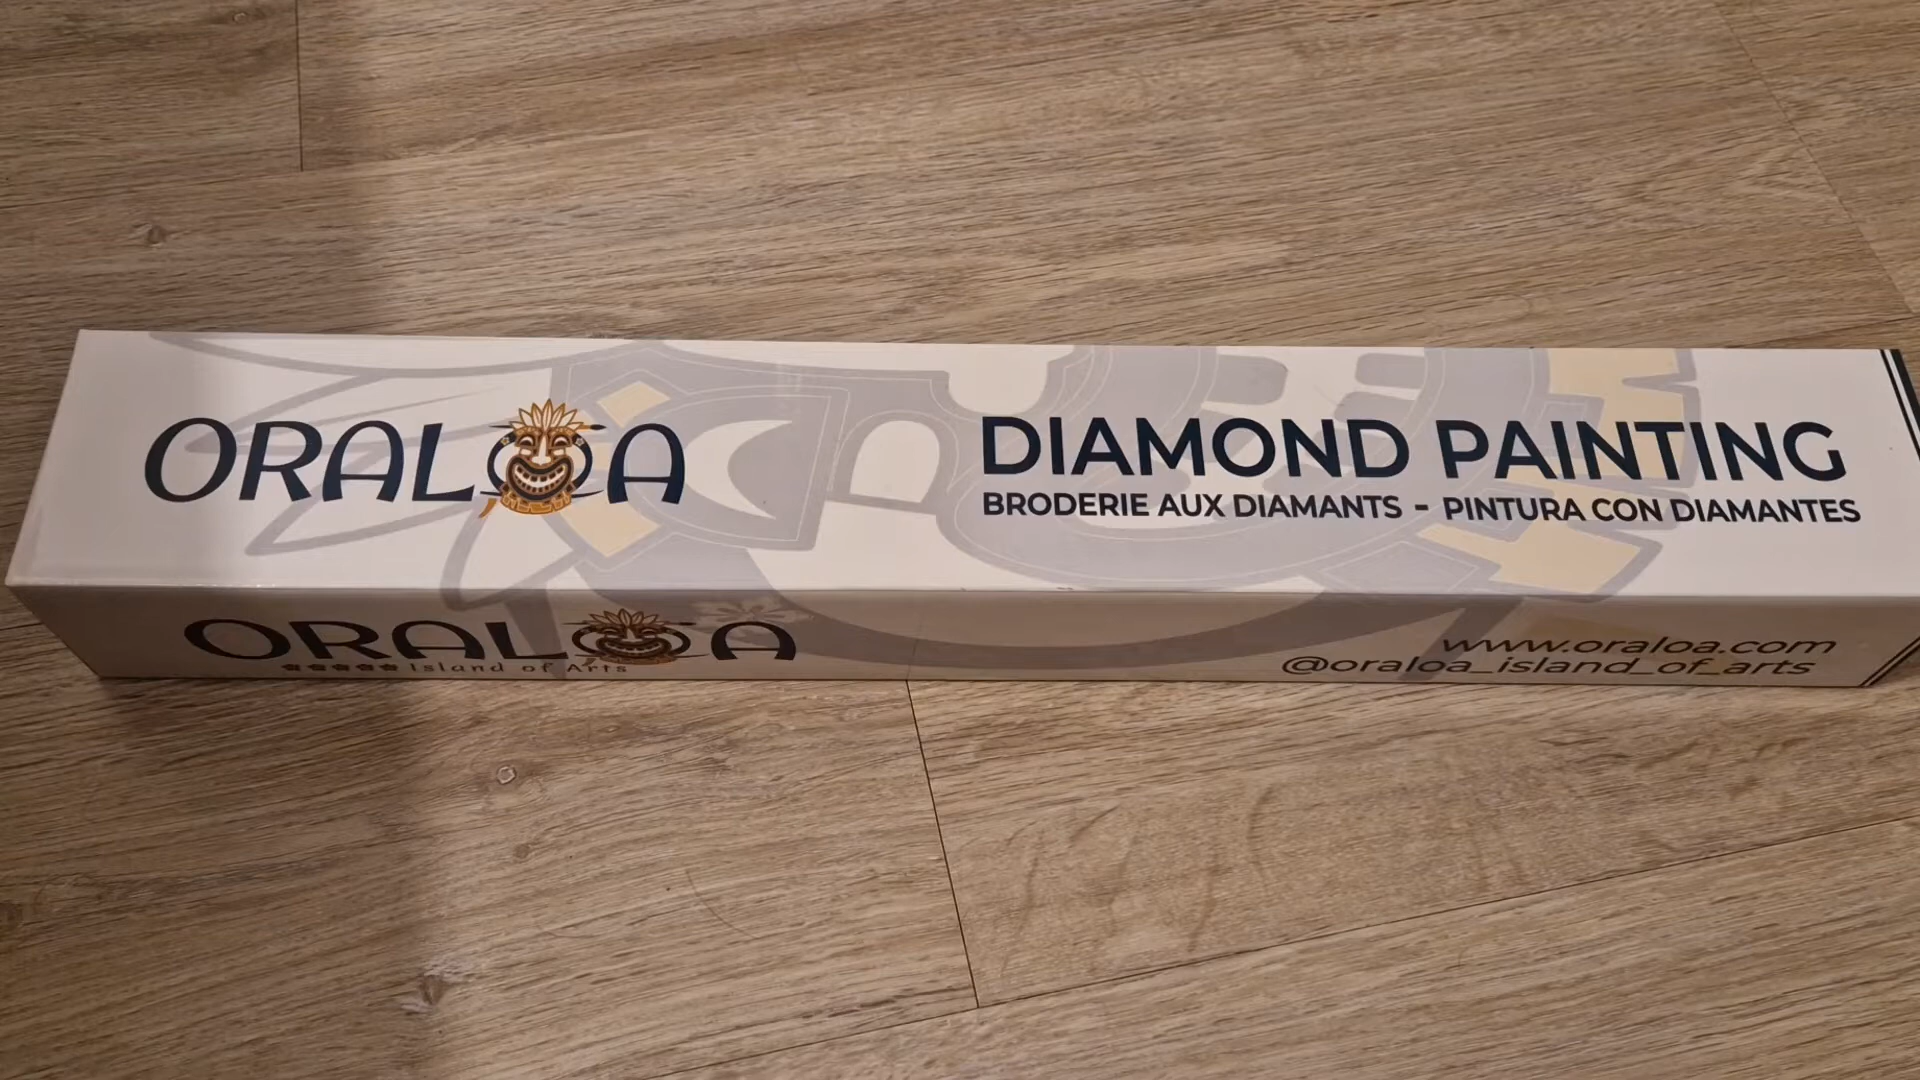 ORALOA
DIAMOND PAINTING
BRODERIE AUX DIAMANTS - PINTURA CON DIAMANTES
ORALOA
Island of Arts
www.oraloa.com
@oraloa_island_of_arts